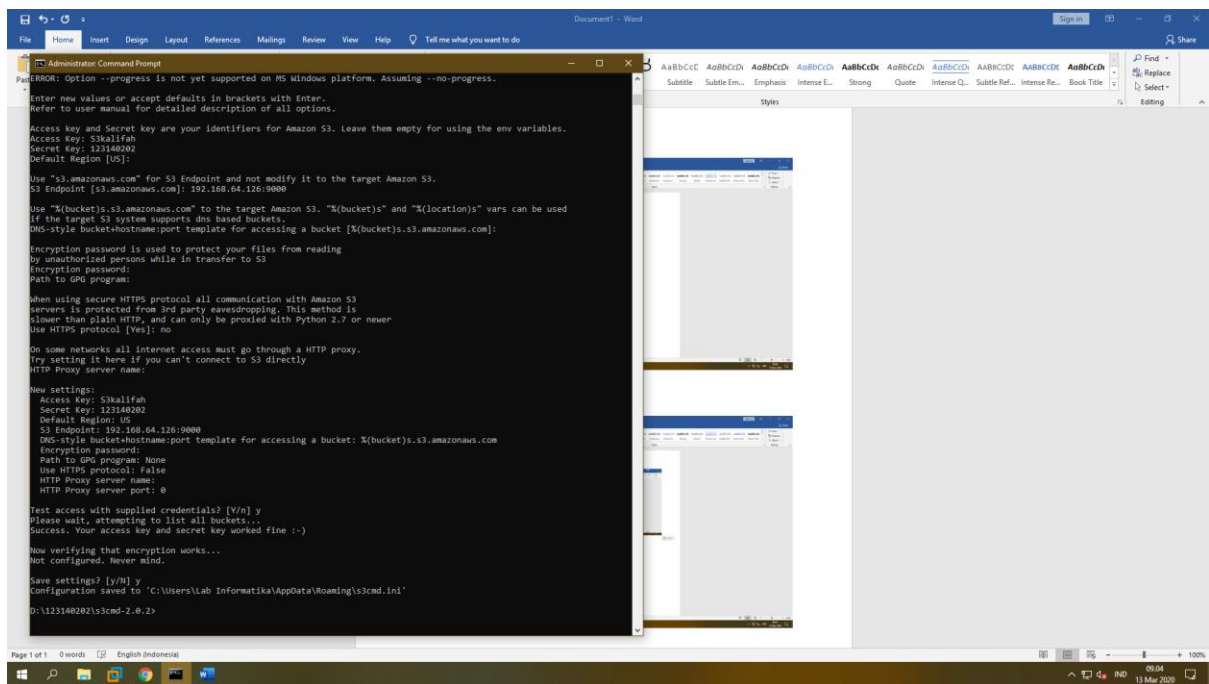 Document1 - Word
Sign in
File Home Insert Design Layout References Mailings Review View Help Tell me what you want to do
Share
AaBbCcD AaBbCcDi AaBbCcDi AaBbCcDi AaBbCcDc AaBbCcDi AaBbCcDi AABBCCDC AABBCCDC AaBbCcDi
Subtitle Subtle Em... Emphasis Intense E... Strong Quote Intense Q... Subtle Ref... Intense Re... Book Title
Find
Replace
Select
Styles
Editing
Administrator: Command Prompt
ERROR: Option --progress is not yet supported on MS Windows platform. Assuming --no-progress.
Enter new values or accept defaults in brackets with Enter.
Refer to user manual for detailed description of all options.
Access key and Secret key are your identifiers for Amazon S3. Leave them empty for using the env variables.
Access Key: S3kalifah
Secret Key: 123140202
Default Region [US]:
Use "s3.amazonaws.com" for S3 Endpoint and not modify it to the target Amazon S3.
S3 Endpoint [s3.amazonaws.com]: 192.168.64.126:9000
Use "%(bucket)s.s3.amazonaws.com" to the target Amazon S3. "%(bucket)s" and "%(location)s" vars can be used
if the target S3 system supports dns based buckets.
DNS-style bucket+hostname:port template for accessing a bucket [%(bucket)s.s3.amazonaws.com]:
Encryption password is used to protect your files from reading
by unauthorized persons while in transfer to S3
Encryption password:
Path to GPG program:
When using secure HTTPS protocol all communication with Amazon S3
servers is protected from 3rd party eavesdropping. This method is
slower than plain HTTP, and can only be proxied with Python 2.7 or newer
Use HTTPS protocol [Yes]: no
On some networks all internet access must go through a HTTP proxy.
Try setting it here if you can't connect to S3 directly
HTTP Proxy server name:
New settings:
Access Key: S3kalifah
Secret Key: 123140202
Default Region: US
S3 Endpoint: 192.168.64.126:9000
DNS-style bucket+hostname:port template for accessing a bucket: %(bucket)s.s3.amazonaws.com
Encryption password:
Path to GPG program: None
Use HTTPS protocol: False
HTTP Proxy server name:
HTTP Proxy server port: 0
Test access with supplied credentials? [Y/n] y
Please wait, attempting to list all buckets...
Success. Your access key and secret key worked fine :-)
Now verifying that encryption works...
Not configured. Never mind.
Save settings? [y/N] y
Configuration saved to 'C:\Users\Lab Informatika\AppData\Roaming\s3cmd.ini'
D:\123140202\s3cmd-2.0.2>
Page 1 of 1 0 words English (Indonesia)
100%
IND
09.04
13 Mar 2020